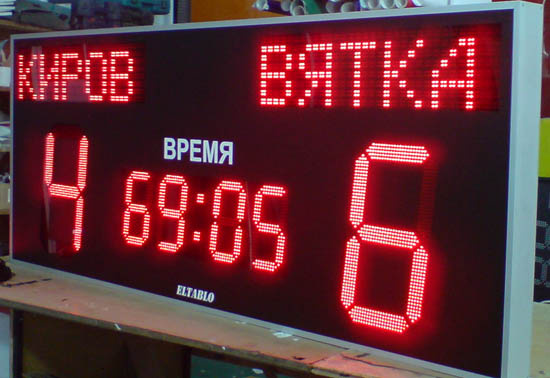 КИРОВ ВЯТКА
ВРЕМЯ
4 69:05 6
ELTABLO